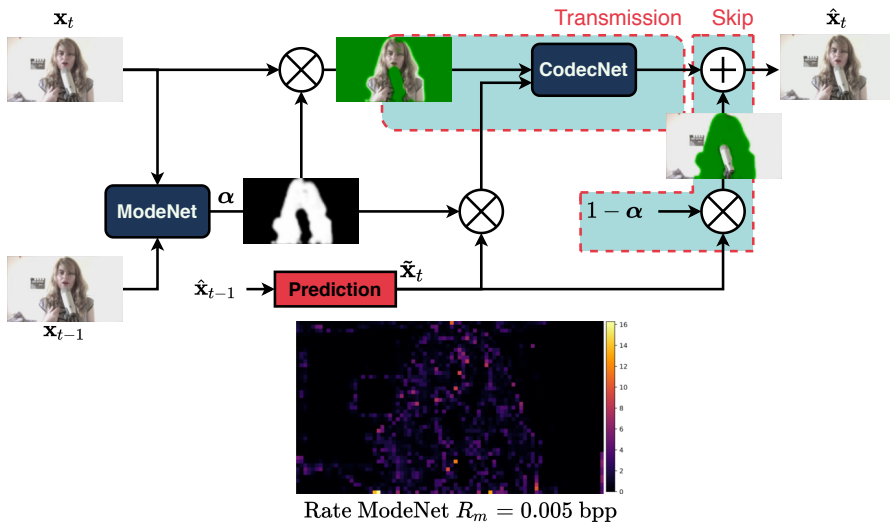 𝐱_t
Transmission
Skip
𝐱̂_t
CodecNet
ModeNet
α
1 − α
𝐱_{t−1}
𝐱̂_{t−1}
Prediction
𝐱̃_t
16
14
12
10
8
6
4
2
0
Rate ModeNet R_m = 0.005 bpp